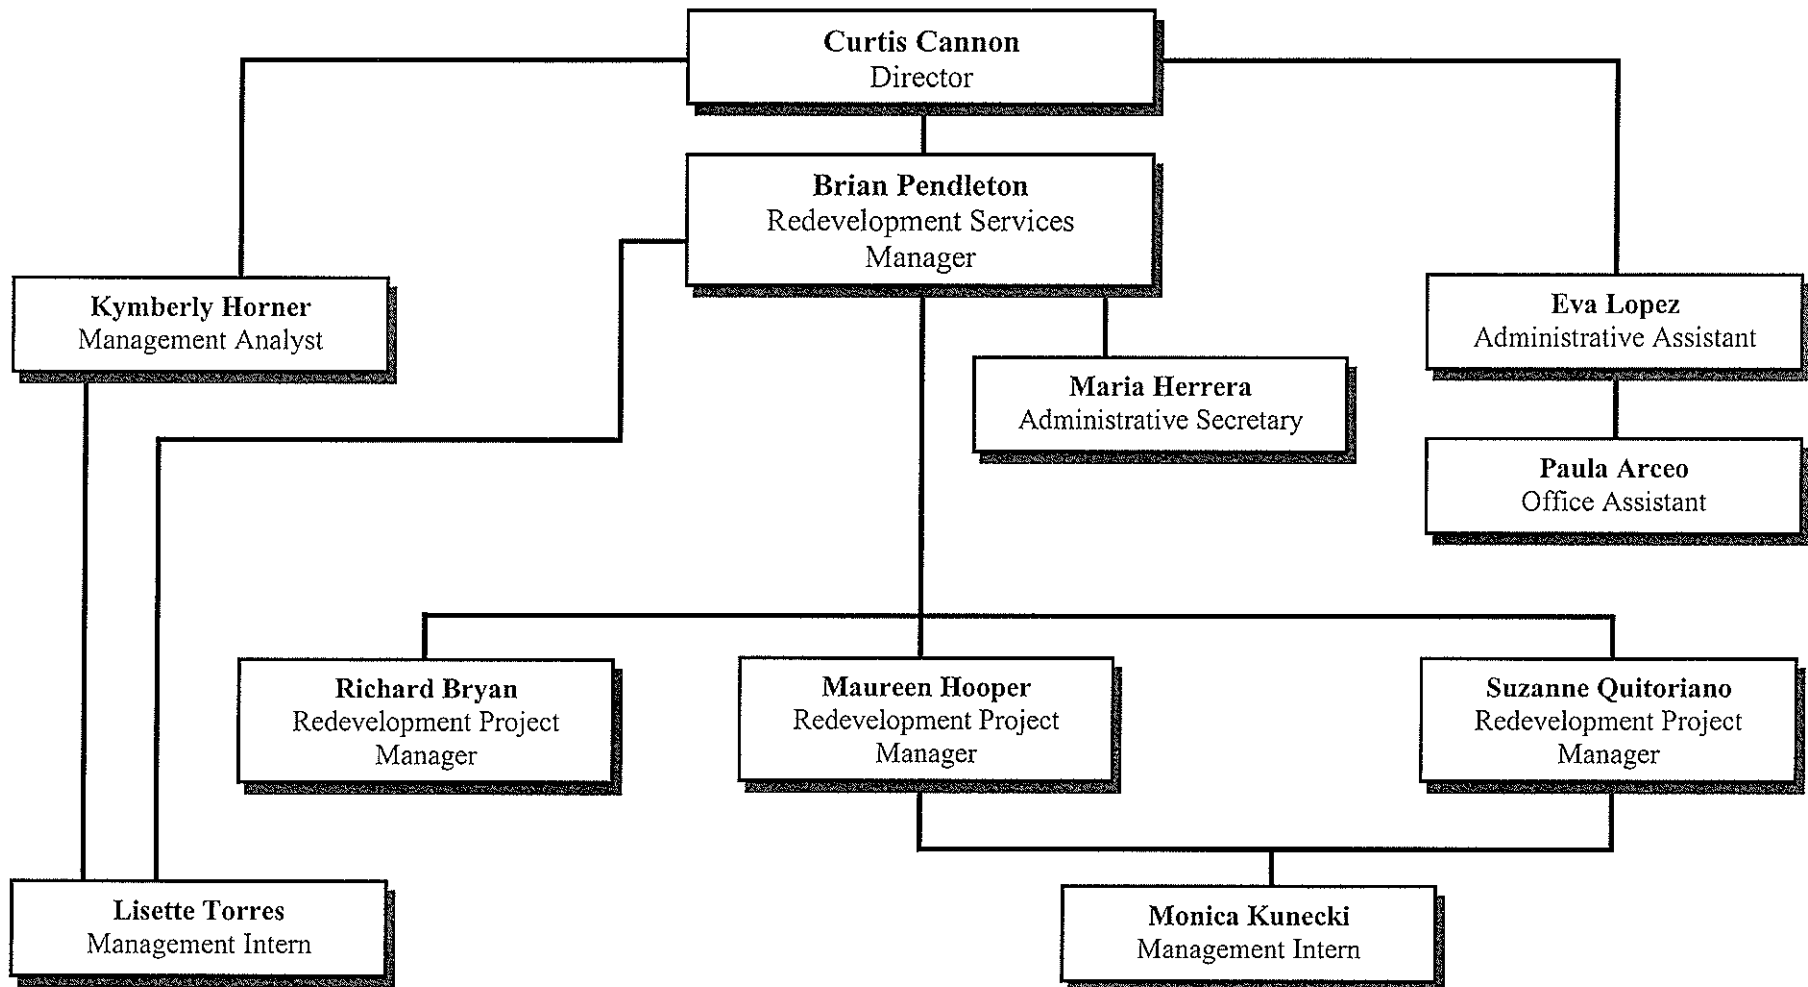 Curtis Cannon
Director
Brian Pendleton
Redevelopment Services
Manager
Kymberly Horner
Management Analyst
Eva Lopez
Administrative Assistant
Maria Herrera
Administrative Secretary
Paula Arceo
Office Assistant
Richard Bryan
Redevelopment Project
Manager
Maureen Hooper
Redevelopment Project
Manager
Suzanne Quitoriano
Redevelopment Project
Manager
Lisette Torres
Management Intern
Monica Kunecki
Management Intern